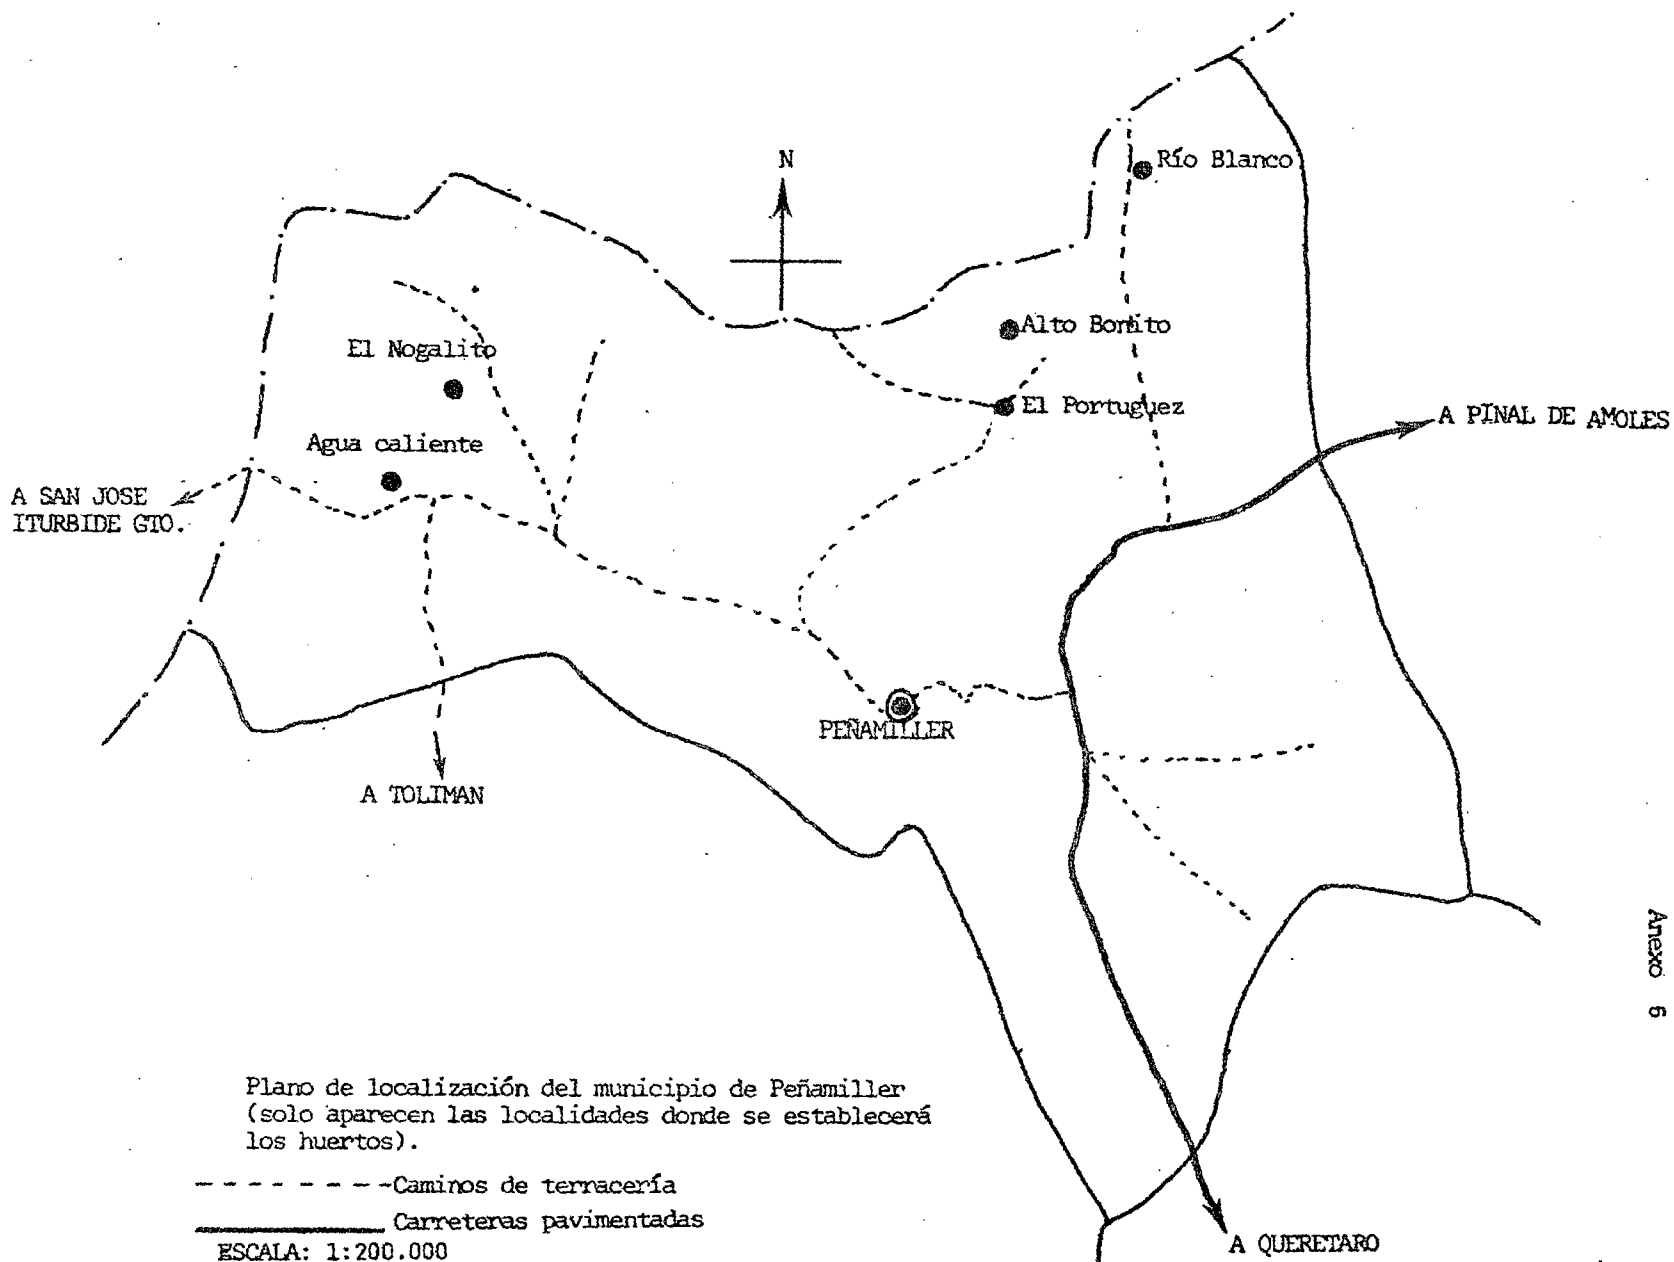 N
Río Blanco
Alto Bonito
El Nogalito
El Portuguez
A PINAL DE AMOLES
Agua caliente
A SAN JOSE
ITURBIDE GTO.
PEÑAMILLER
A TOLIMAN
Anexo 6
Plano de localización del municipio de Peñamiller
(solo aparecen las localidades donde se establecerá
los huertos).
Caminos de terracería
Carreteras pavimentadas
ESCALA: 1:200.000
A QUERETARO